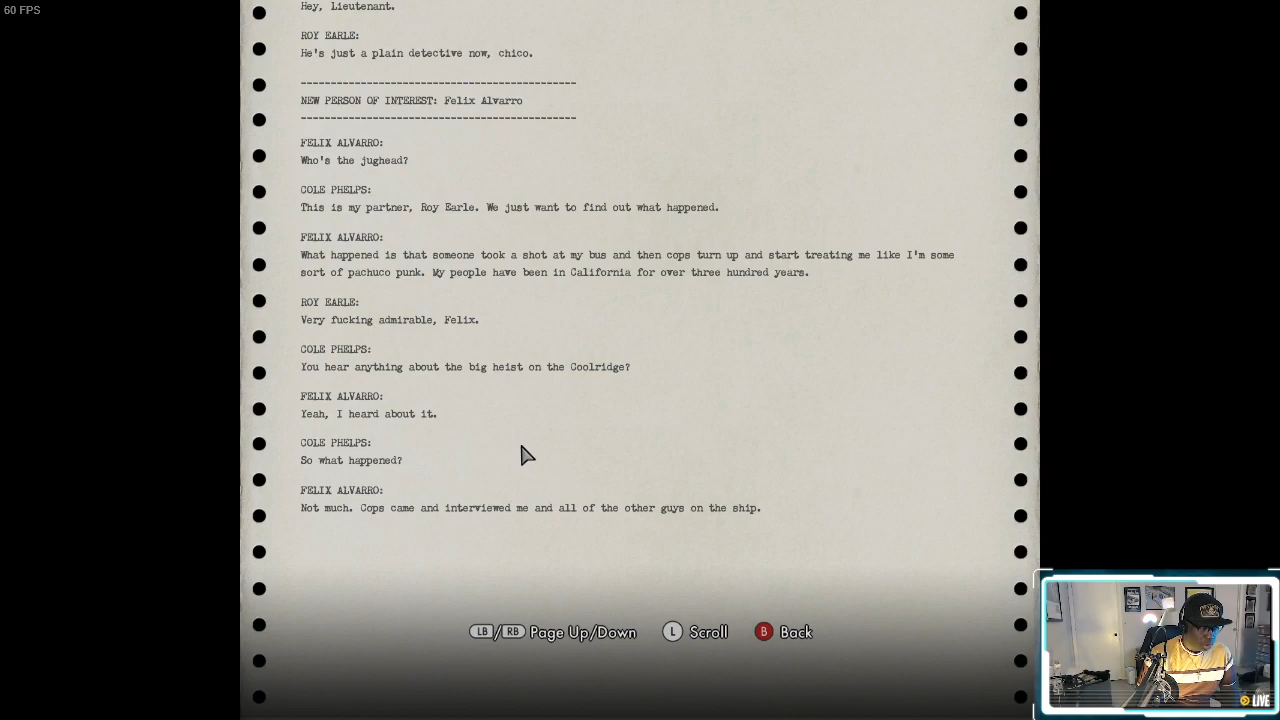 60 FPS
Hey, Lieutenant.
ROY EARLE:
He's just a plain detective now, chico.
----------------------------------------------
NEW PERSON OF INTEREST: Felix Alvarro
----------------------------------------------
FELIX ALVARRO:
Who's the jughead?
COLE PHELPS:
This is my partner, Roy Earle. We just want to find out what happened.
FELIX ALVARRO:
What happened is that someone took a shot at my bus and then cops turn up and start treating me like I'm some
sort of pachuco punk. My people have been in California for over three hundred years.
ROY EARLE:
Very fucking admirable, Felix.
COLE PHELPS:
You hear anything about the big heist on the Coolridge?
FELIX ALVARRO:
Yeah, I heard about it.
COLE PHELPS:
So what happened?
FELIX ALVARRO:
Not much. Cops came and interviewed me and all of the other guys on the ship.
LB/RB Page Up/Down L Scroll B Back
LIVE